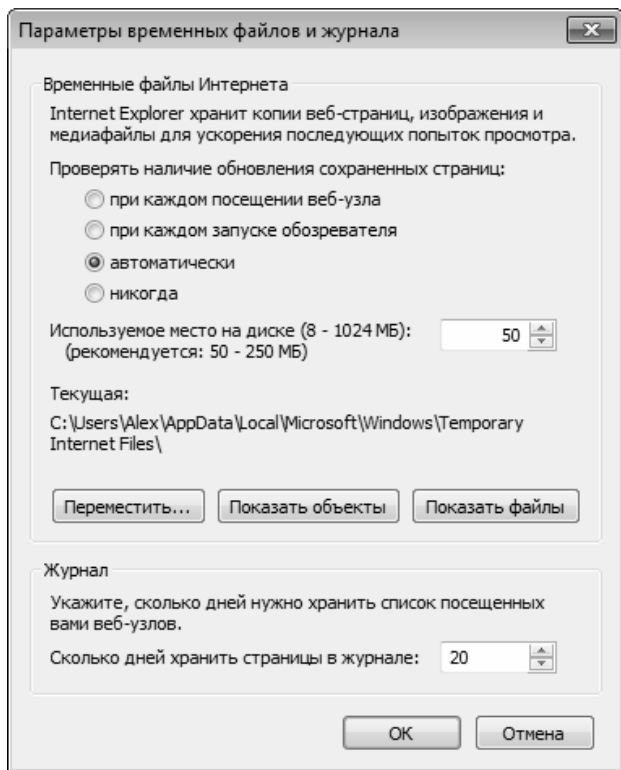 Параметры временных файлов и журнала
Временные файлы Интернета
Internet Explorer хранит копии веб-страниц, изображения и
медиафайлы для ускорения последующих попыток просмотра.
Проверять наличие обновления сохраненных страниц:
при каждом посещении веб-узла
при каждом запуске обозревателя
автоматически
никогда
Используемое место на диске (8 - 1024 МБ): 50
(рекомендуется: 50 - 250 МБ)
Текущая:
C:\Users\Alex\AppData\Local\Microsoft\Windows\Temporary
Internet Files\
Переместить... Показать объекты Показать файлы
Журнал
Укажите, сколько дней нужно хранить список посещенных
вами веб-узлов.
Сколько дней хранить страницы в журнале: 20
ОК Отмена